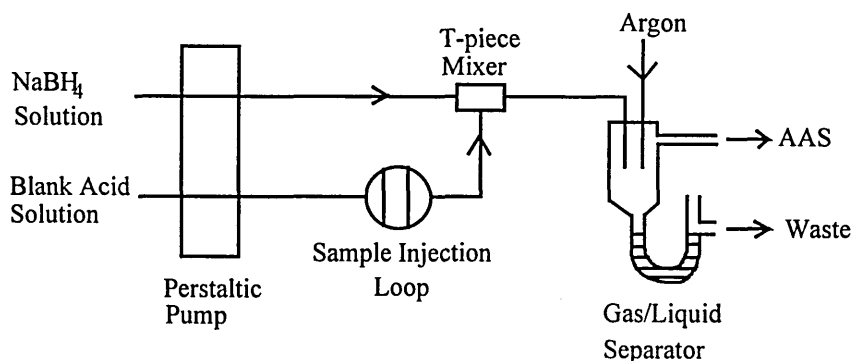 Argon
T-piece
Mixer
NaBH4
Solution
AAS
Blank Acid
Solution
Waste
Sample Injection
Loop
Perstaltic
Pump
Gas/Liquid
Separator